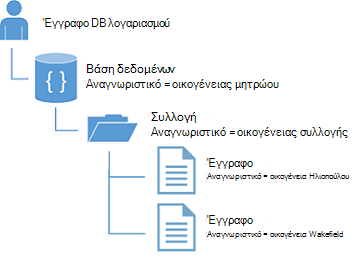 Έγγραφο DB λογαριασμού
{ }
Βάση δεδομένων
Αναγνωριστικό = οικογένειας μητρώου
Συλλογή
Αναγνωριστικό = οικογένειας συλλογής
Έγγραφο
Αναγνωριστικό = οικογένεια Ηλιοπούλου
Έγγραφο
Αναγνωριστικό = οικογένεια Wakefield